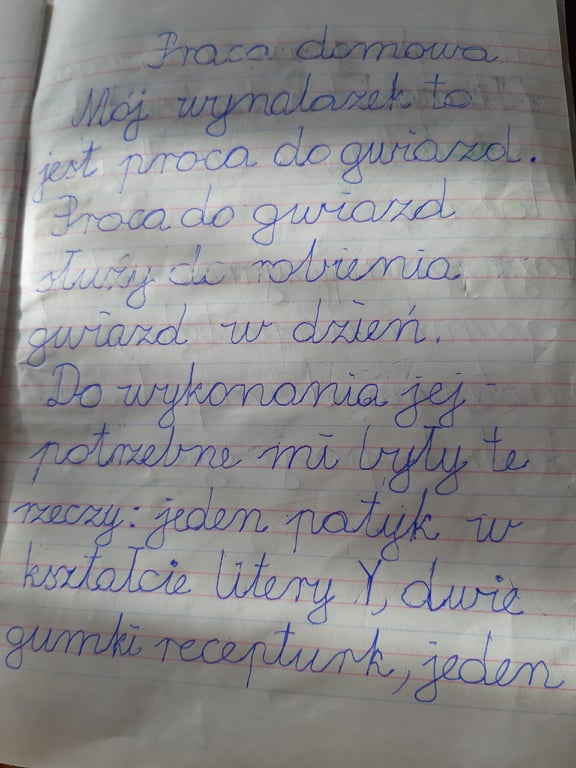 Praca domowa
Mój wynalazek to
jest proca do gwiazd.
Proca do gwiazd
służy do robienia
gwiazd w dzień.
Do wykonania jej
potrzebne mi były te
rzeczy: jeden patyk w
kształcie litery Y, dwie
gumki recepturk, jeden